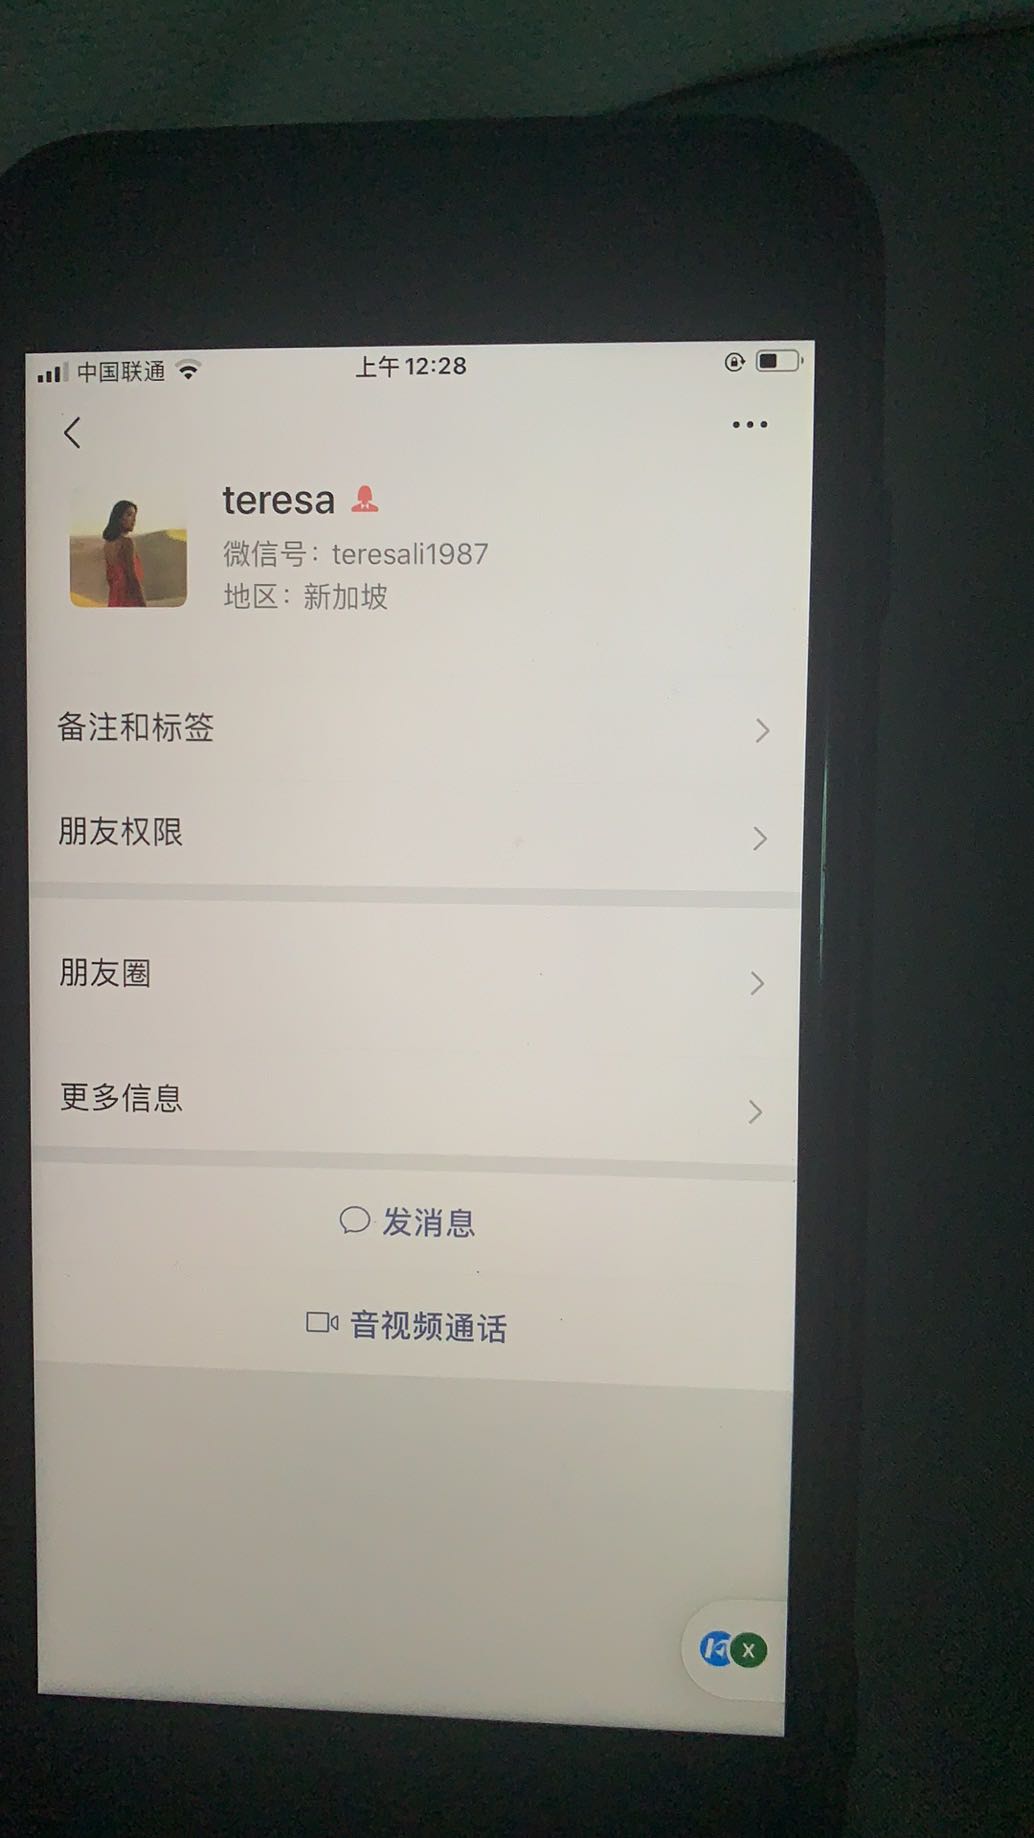 中国联通
上午12:28
teresa
微信号：teresali1987
地区：新加坡
备注和标签
朋友权限
朋友圈
更多信息
发消息
音视频通话
X